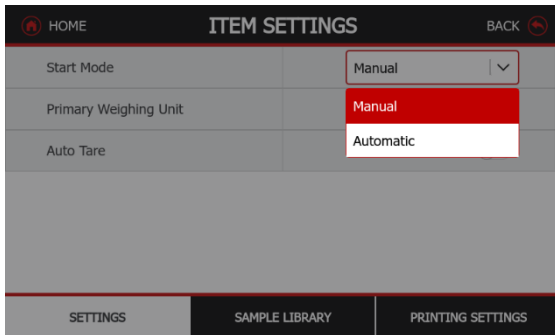 HOME ITEM SETTINGS BACK
Start Mode Manual
Primary Weighing Unit Manual
Auto Tare Automatic
SETTINGS SAMPLE LIBRARY PRINTING SETTINGS